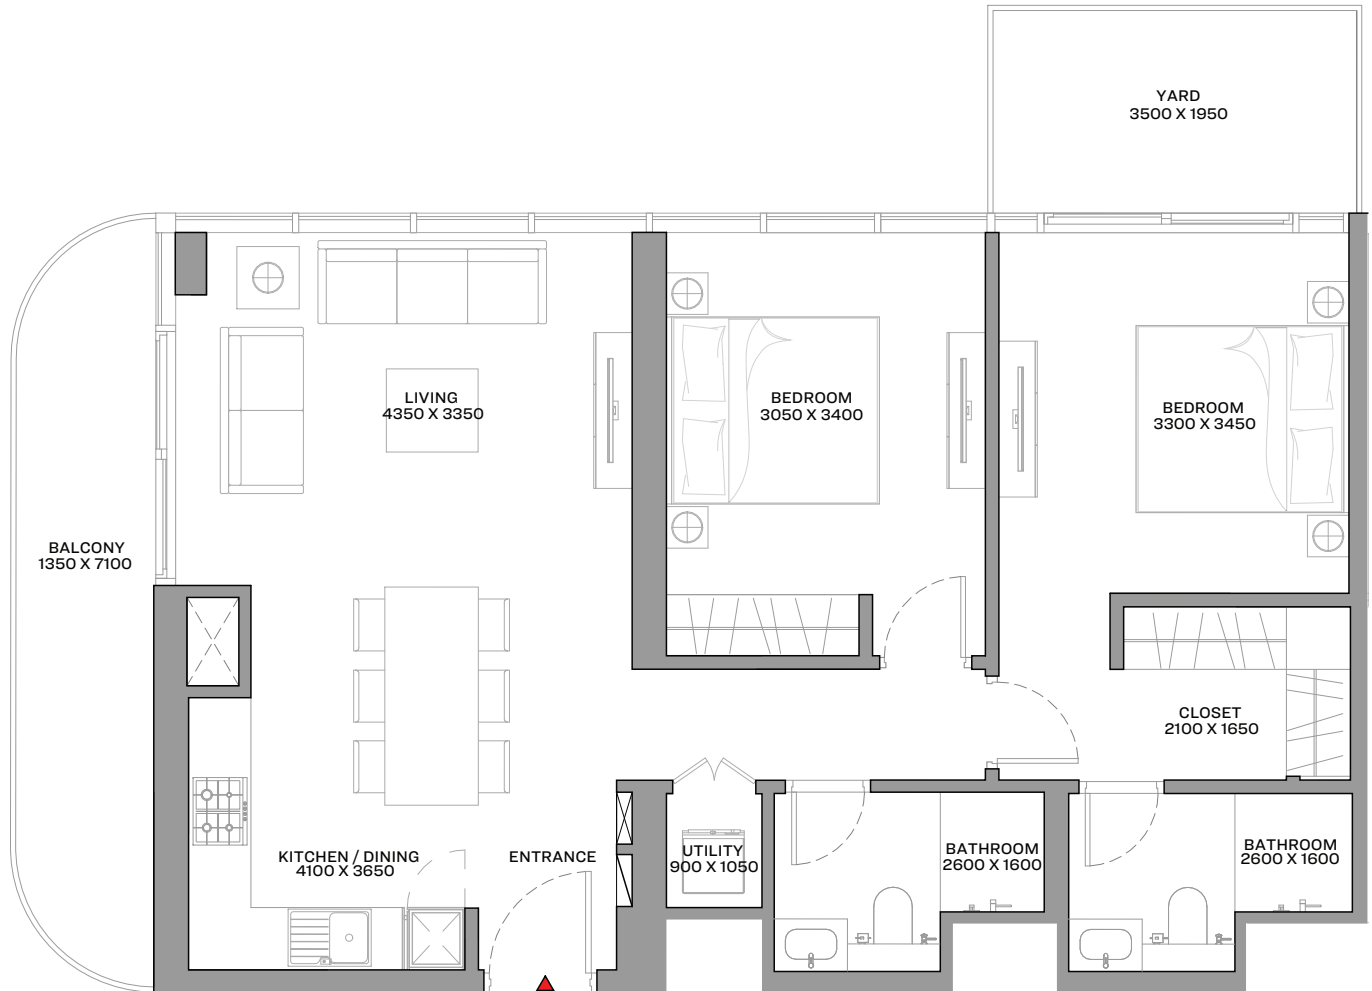 YARD
3500 X 1950
LIVING
4350 X 3350
BEDROOM
3050 X 3400
BEDROOM
3300 X 3450
BALCONY
1350 X 7100
CLOSET
2100 X 1650
KITCHEN / DINING
4100 X 3650
ENTRANCE
UTILITY
900 X 1050
BATHROOM
2600 X 1600
BATHROOM
2600 X 1600